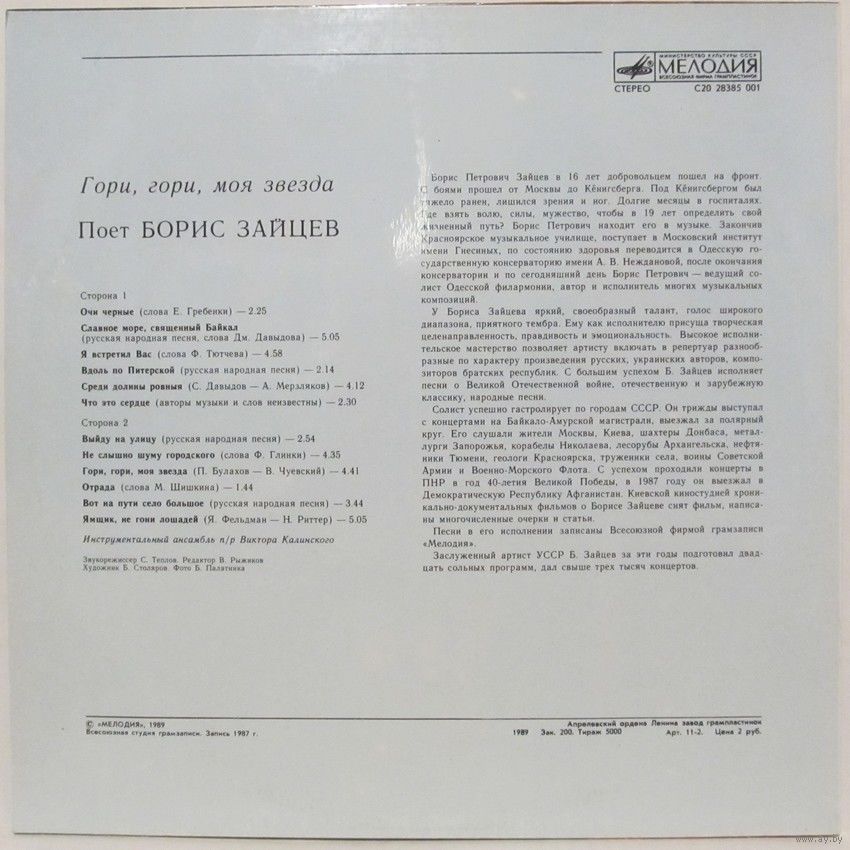 МИНИСТЕРСТВО КУЛЬТУРЫ СССР
МЕЛОДИЯ
ВСЕСОЮЗНАЯ ФИРМА ГРАМПЛАСТИНОК
СТЕРЕО С20 28385 001
Гори, гори, моя звезда
Поет БОРИС ЗАЙЦЕВ
Сторона 1
Очи черные (слова Е. Гребенки) — 2.25
Славное море, священный Байкал
(русская народная песня, слова Дм. Давыдова) — 5.05
Я встретил Вас (слова Ф. Тютчева) — 4.58
Вдоль по Питерской (русская народная песня) — 2.14
Среди долины ровныя (С. Давыдов — А. Мерзляков) — 4.12
Что это сердце (авторы музыки и слов неизвестны) — 2.30
Сторона 2
Выйду на улицу (русская народная песня) — 2.54
Не слышно шуму городского (слова Ф. Глинки) — 4.35
Гори, гори, моя звезда (П. Булахов — В. Чуевский) — 4.41
Отрада (слова М. Шишкина) — 1.44
Вот на пути село большое (русская народная песня) — 3.44
Ямщик, не гони лошадей (Я. Фельдман — Н. Риттер) — 5.05
Инструментальный ансамбль п/р Виктора Калинского
Звукорежиссер С. Теплов. Редактор В. Рыжиков
Художник Б. Столяров. Фото Б. Палатника
Борис Петрович Зайцев в 16 лет добровольцем пошел на фронт.
С боями прошел от Москвы до Кёнигсберга. Под Кёнигсбергом был
тяжело ранен, лишился зрения и ног. Долгие месяцы в госпиталях.
Где взять волю, силы, мужество, чтобы в 19 лет определить свой
жизненный путь? Борис Петрович находит его в музыке. Закончив
Красноярское музыкальное училище, поступает в Московский институт
имени Гнесиных, по состоянию здоровья переводится в Одесскую го-
сударственную консерваторию имени А. В. Неждановой, после окончания
консерватории и по сегодняшний день Борис Петрович — ведущий со-
лист Одесской филармонии, автор и исполнитель многих музыкальных
композиций.
У Бориса Зайцева яркий, своеобразный талант, голос широкого
диапазона, приятного тембра. Ему как исполнителю присуща творческая
целенаправленность, правдивость и эмоциональность. Высокое исполни-
тельское мастерство позволяет артисту включать в репертуар разнооб-
разные по характеру произведения русских, украинских авторов, компо-
зиторов братских республик. С большим успехом Б. Зайцев исполняет
песни о Великой Отечественной войне, отечественную и зарубежную
классику, народные песни.
Солист успешно гастролирует по городам СССР. Он трижды выступал
с концертами на Байкало-Амурской магистрали, выезжал за полярный
круг. Его слушали жители Москвы, Киева, шахтеры Донбаса, метал-
лурги Запорожья, корабелы Николаева, лесорубы Архангельска, нефтя-
ники Тюмени, геологи Красноярска, труженики села, воины Советской
Армии и Военно-Морского Флота. С успехом проходили концерты в
ПНР в год 40-летия Великой Победы, в 1987 году он выезжал в
Демократическую Республику Афганистан. Киевской киностудией хрони-
кально-документальных фильмов о Борисе Зайцеве снят фильм, написа-
ны многочисленные очерки и статьи.
Песни в его исполнении записаны Всесоюзной фирмой грамзаписи
«Мелодия».
Заслуженный артист УССР Б. Зайцев за эти годы подготовил двад-
цать сольных программ, дал свыше трех тысяч концертов.
© «МЕЛОДИЯ», 1989
Всесоюзная студия грамзаписи. Запись 1987 г.
Апрелевский ордена Ленина завод грампластинок
1989 Зак. 200. Тираж 5000 Арт. 11-2. Цена 2 руб.
www.ay.by